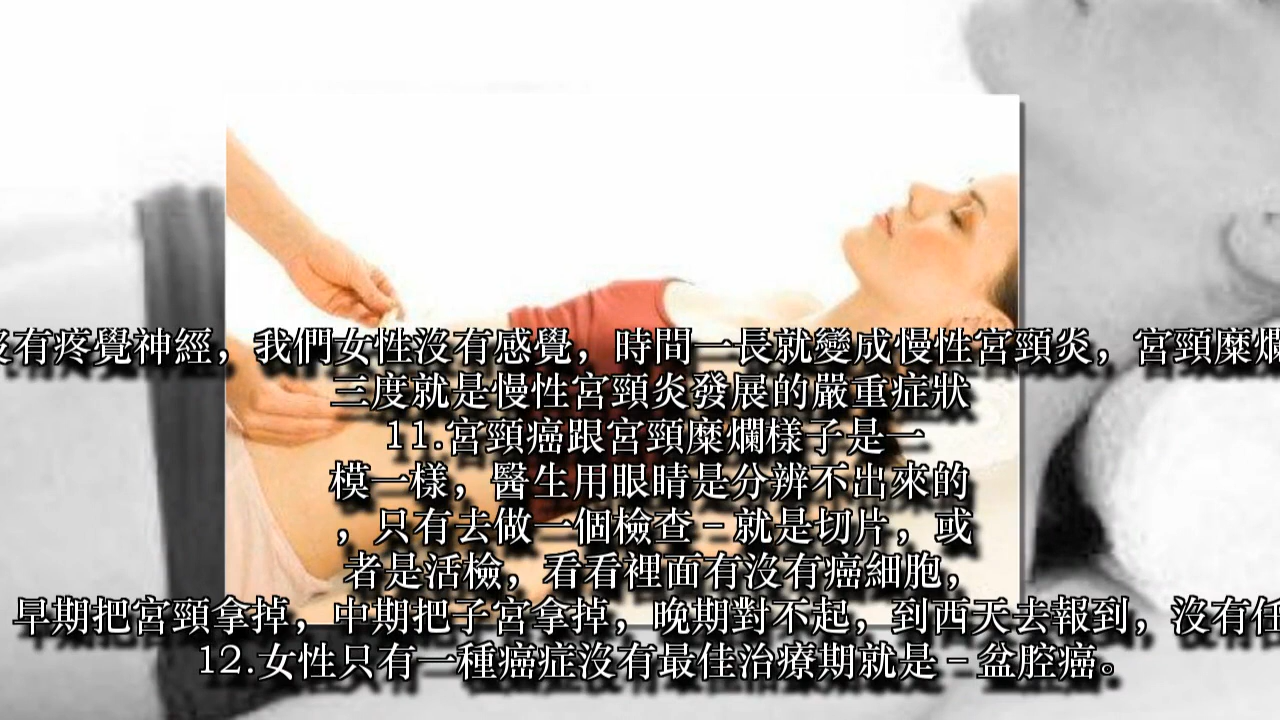 有疼覺神經，我們女性沒有感覺，時間一長就變成慢性宮頸炎，宮頸糜爛
三度就是慢性宮頸炎發展的嚴重症狀
11.宮頸癌跟宮頸糜爛樣子是一
模一樣，醫生用眼睛是分辨不出來的
，只有去做一個檢查–就是切片，或
者是活檢，看看裡面有沒有癌細胞，
早期把宮頸拿掉，中期把子宮拿掉，晚期對不起，到西天去報到，沒有任
12.女性只有一種癌症沒有最佳治療期就是–盆腔癌。